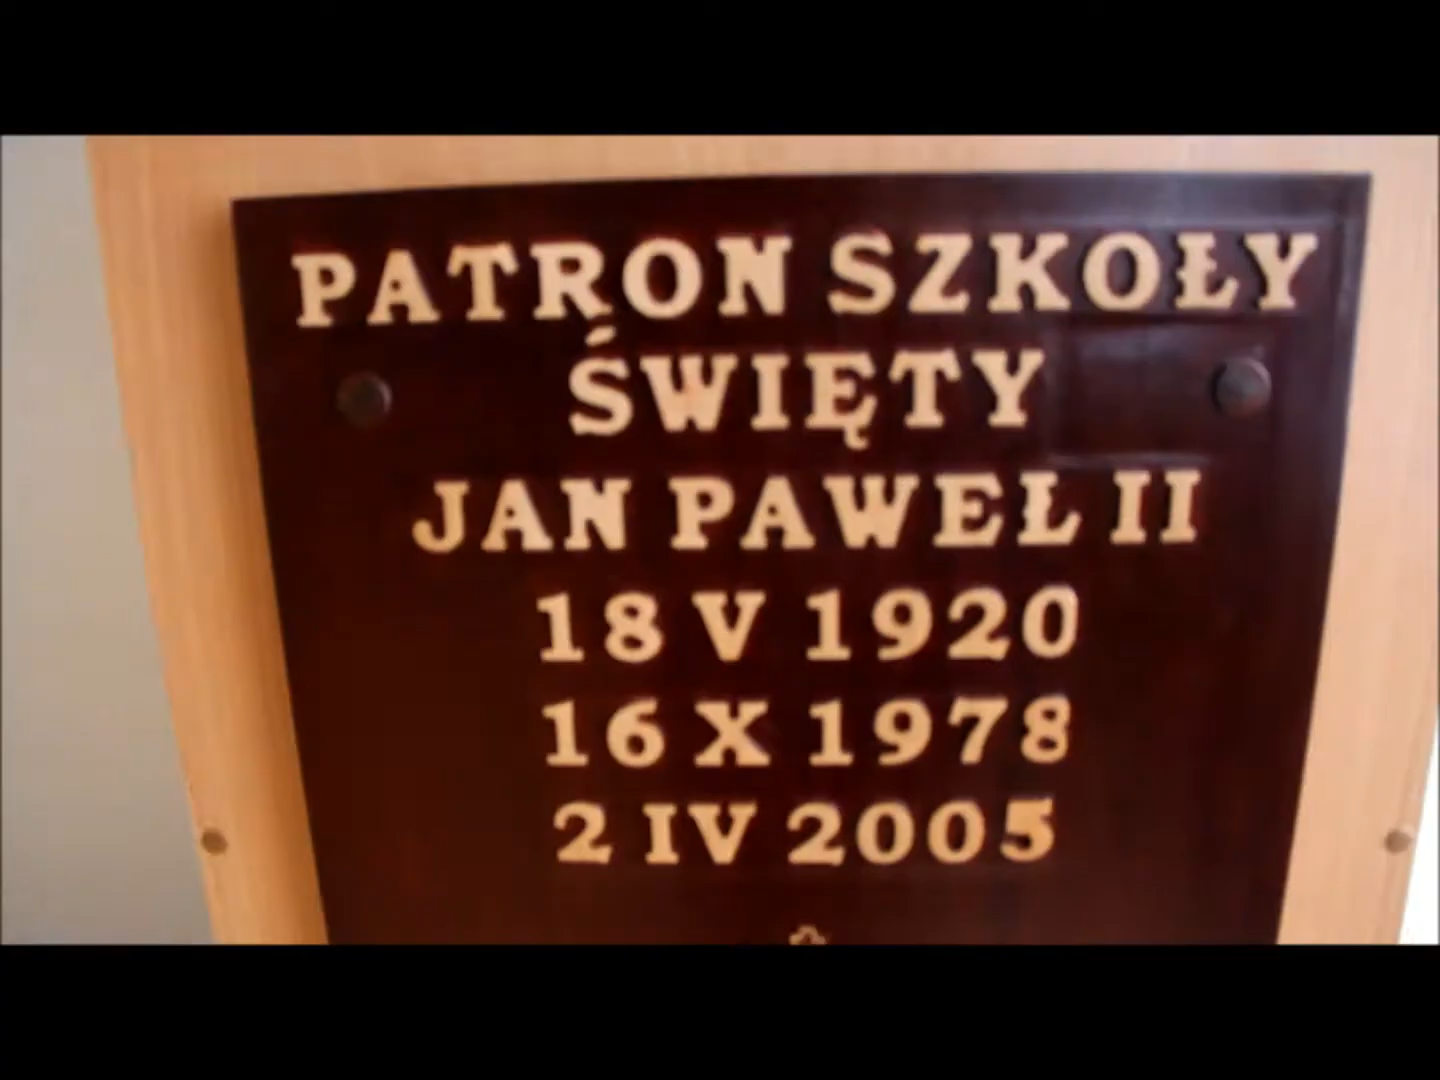 PATRON SZKOŁY
ŚWIĘTY
JAN PAWEŁ II
18 V 1920
16 X 1978
2 IV 2005